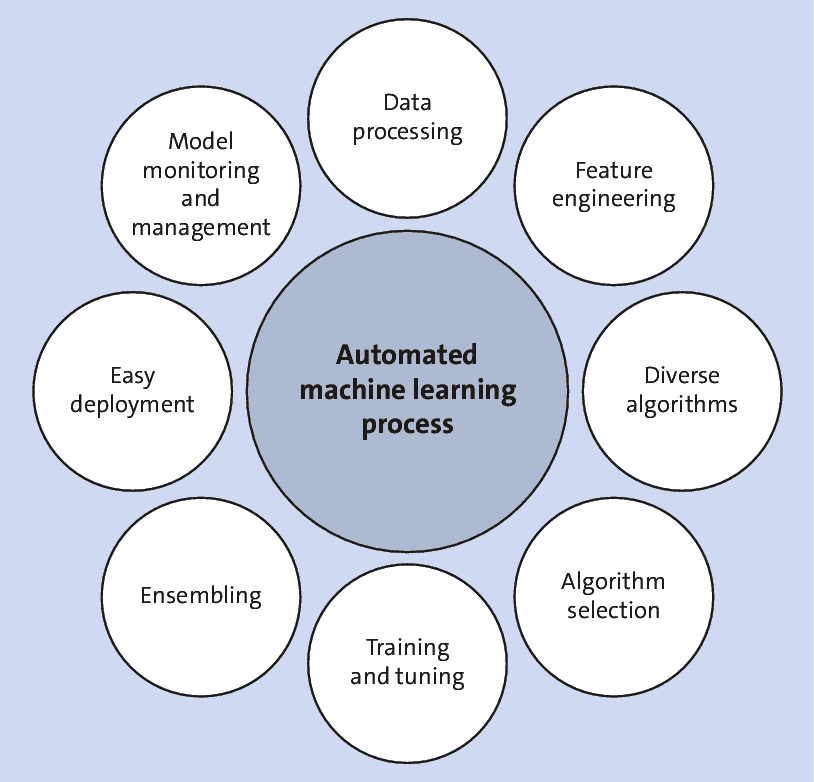 Data
processing
Feature
engineering
Diverse
algorithms
Algorithm
selection
Training
and tuning
Ensembling
Easy
deployment
Model
monitoring
and
management
Automated
machine learning
process